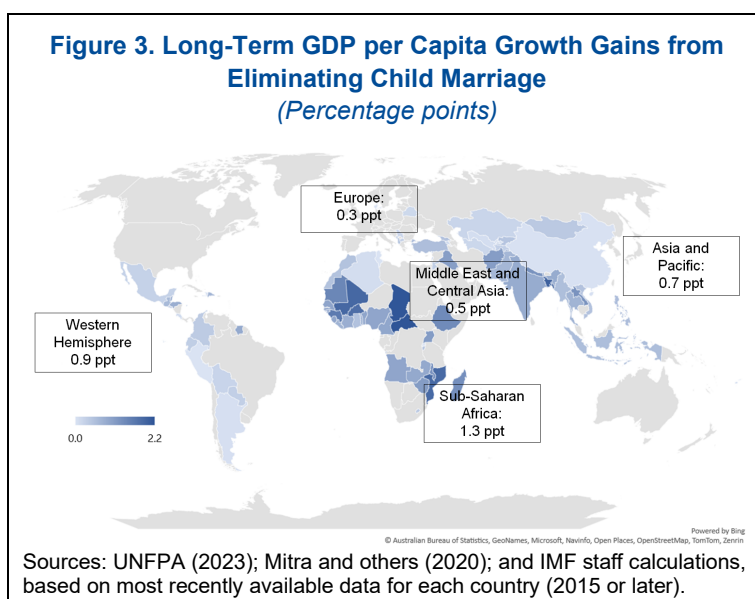 Figure 3. Long-Term GDP per Capita Growth Gains from
Eliminating Child Marriage
(Percentage points)
Europe:
0.3 ppt
Asia and
Pacific:
0.7 ppt
Middle East and
Central Asia:
0.5 ppt
Western
Hemisphere
0.9 ppt
Sub-Saharan
Africa:
1.3 ppt
0.0 2.2
Powered by Bing
© Australian Bureau of Statistics, GeoNames, Microsoft, Navinfo, Open Places, OpenStreetMap, TomTom, Zenrin
Sources: UNFPA (2023); Mitra and others (2020); and IMF staff calculations,
based on most recently available data for each country (2015 or later).